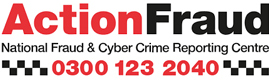 ActionFraud
National Fraud & Cyber Crime Reporting Centre
0300 123 2040